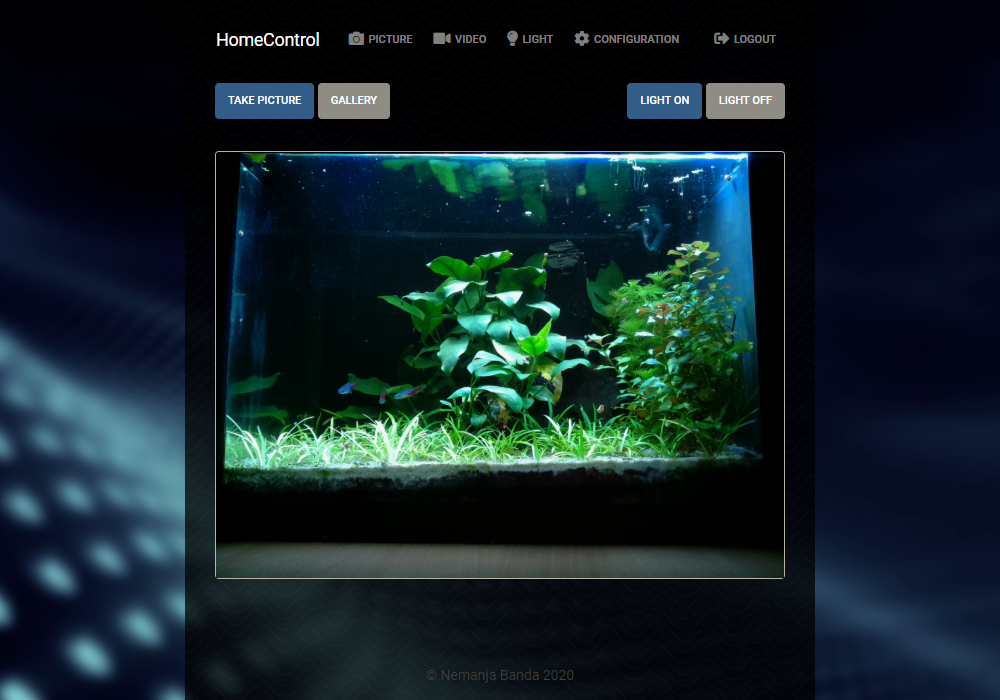 HomeControl PICTURE VIDEO LIGHT CONFIGURATION LOGOUT
TAKE PICTURE GALLERY LIGHT ON LIGHT OFF
© Nemanja Banda 2020